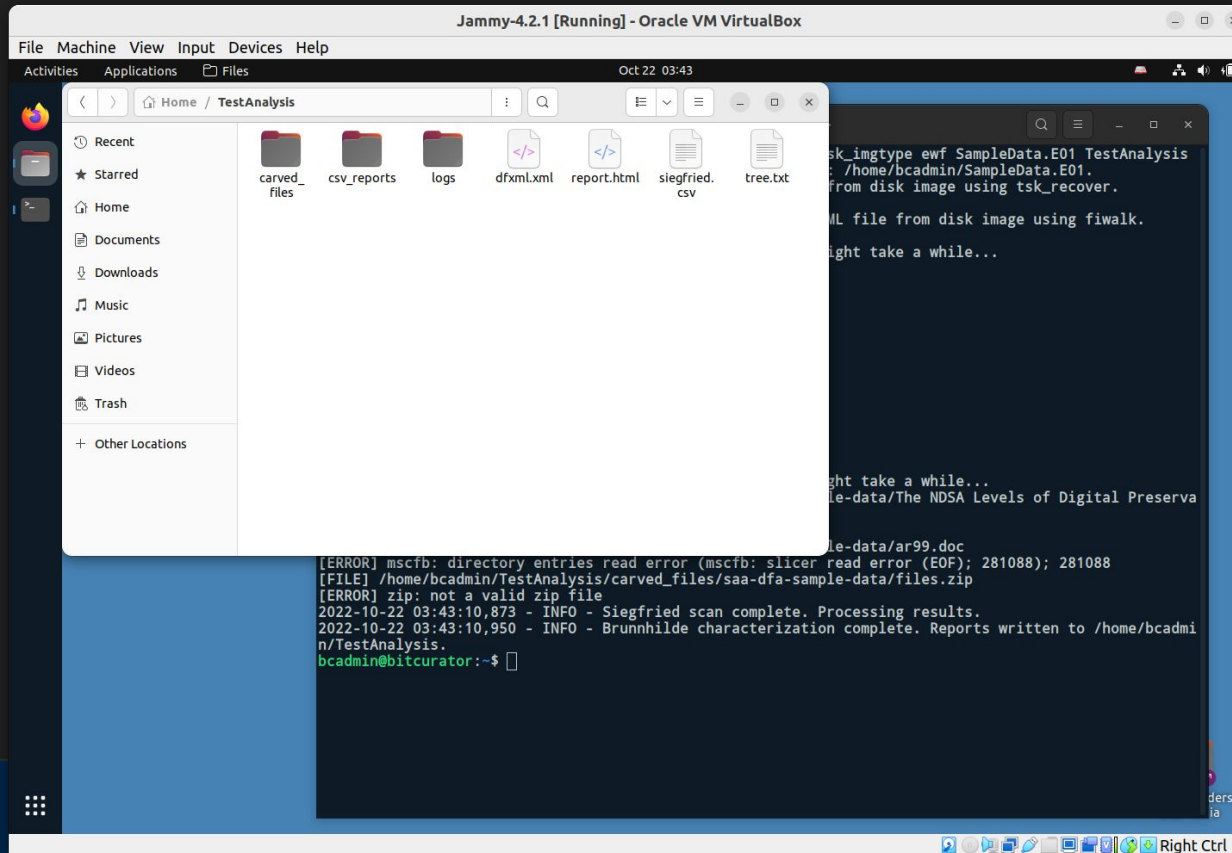 Jammy-4.2.1 [Running] - Oracle VM VirtualBox
File Machine View Input Devices Help
Activities Applications Files Oct 22 03:43
Home / TestAnalysis
Recent
Starred
Home
Documents
Downloads
Music
Pictures
Videos
Trash
+ Other Locations
carved_
files
csv_reports
logs
dfxml.xml
report.html
siegfried.
csv
tree.txt
sk_imgtype ewf SampleData.E01 TestAnalysis
: /home/bcadmin/SampleData.E01.
from disk image using tsk_recover.
ML file from disk image using fiwalk.
ight take a while...
ght take a while...
le-data/The NDSA Levels of Digital Preserva
le-data/ar99.doc
[ERROR] mscfb: directory entries read error (mscfb: slicer read error (EOF); 281088); 281088
[FILE] /home/bcadmin/TestAnalysis/carved_files/saa-dfa-sample-data/files.zip
[ERROR] zip: not a valid zip file
2022-10-22 03:43:10,873 - INFO - Siegfried scan complete. Processing results.
2022-10-22 03:43:10,950 - INFO - Brunnhilde characterization complete. Reports written to /home/bcadmi
n/TestAnalysis.
bcadmin@bitcurator:~$
ders
ia
Right Ctrl